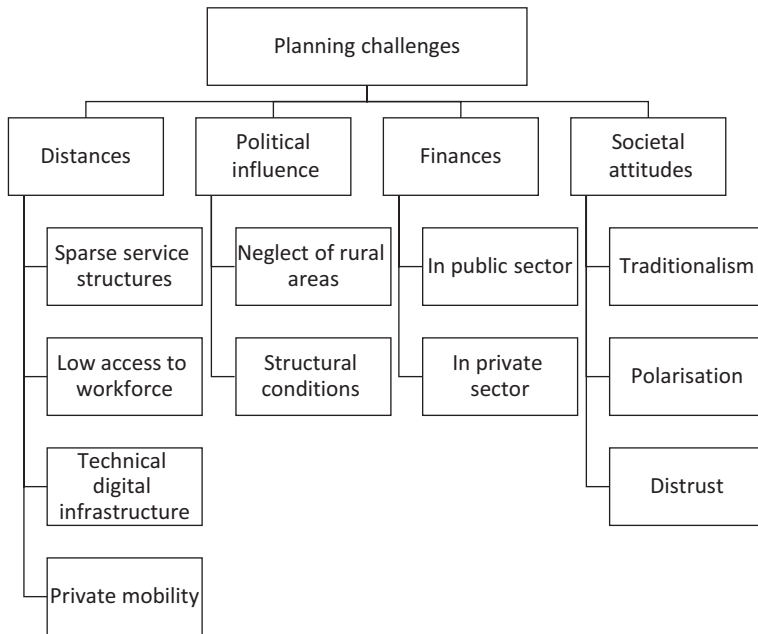 Planning challenges
Distances
Political
influence
Finances
Societal
attitudes
Sparse service
structures
Low access to
workforce
Technical
digital
infrastructure
Private mobility
Neglect of rural
areas
Structural
conditions
In public sector
In private
sector
Traditionalism
Polarisation
Distrust